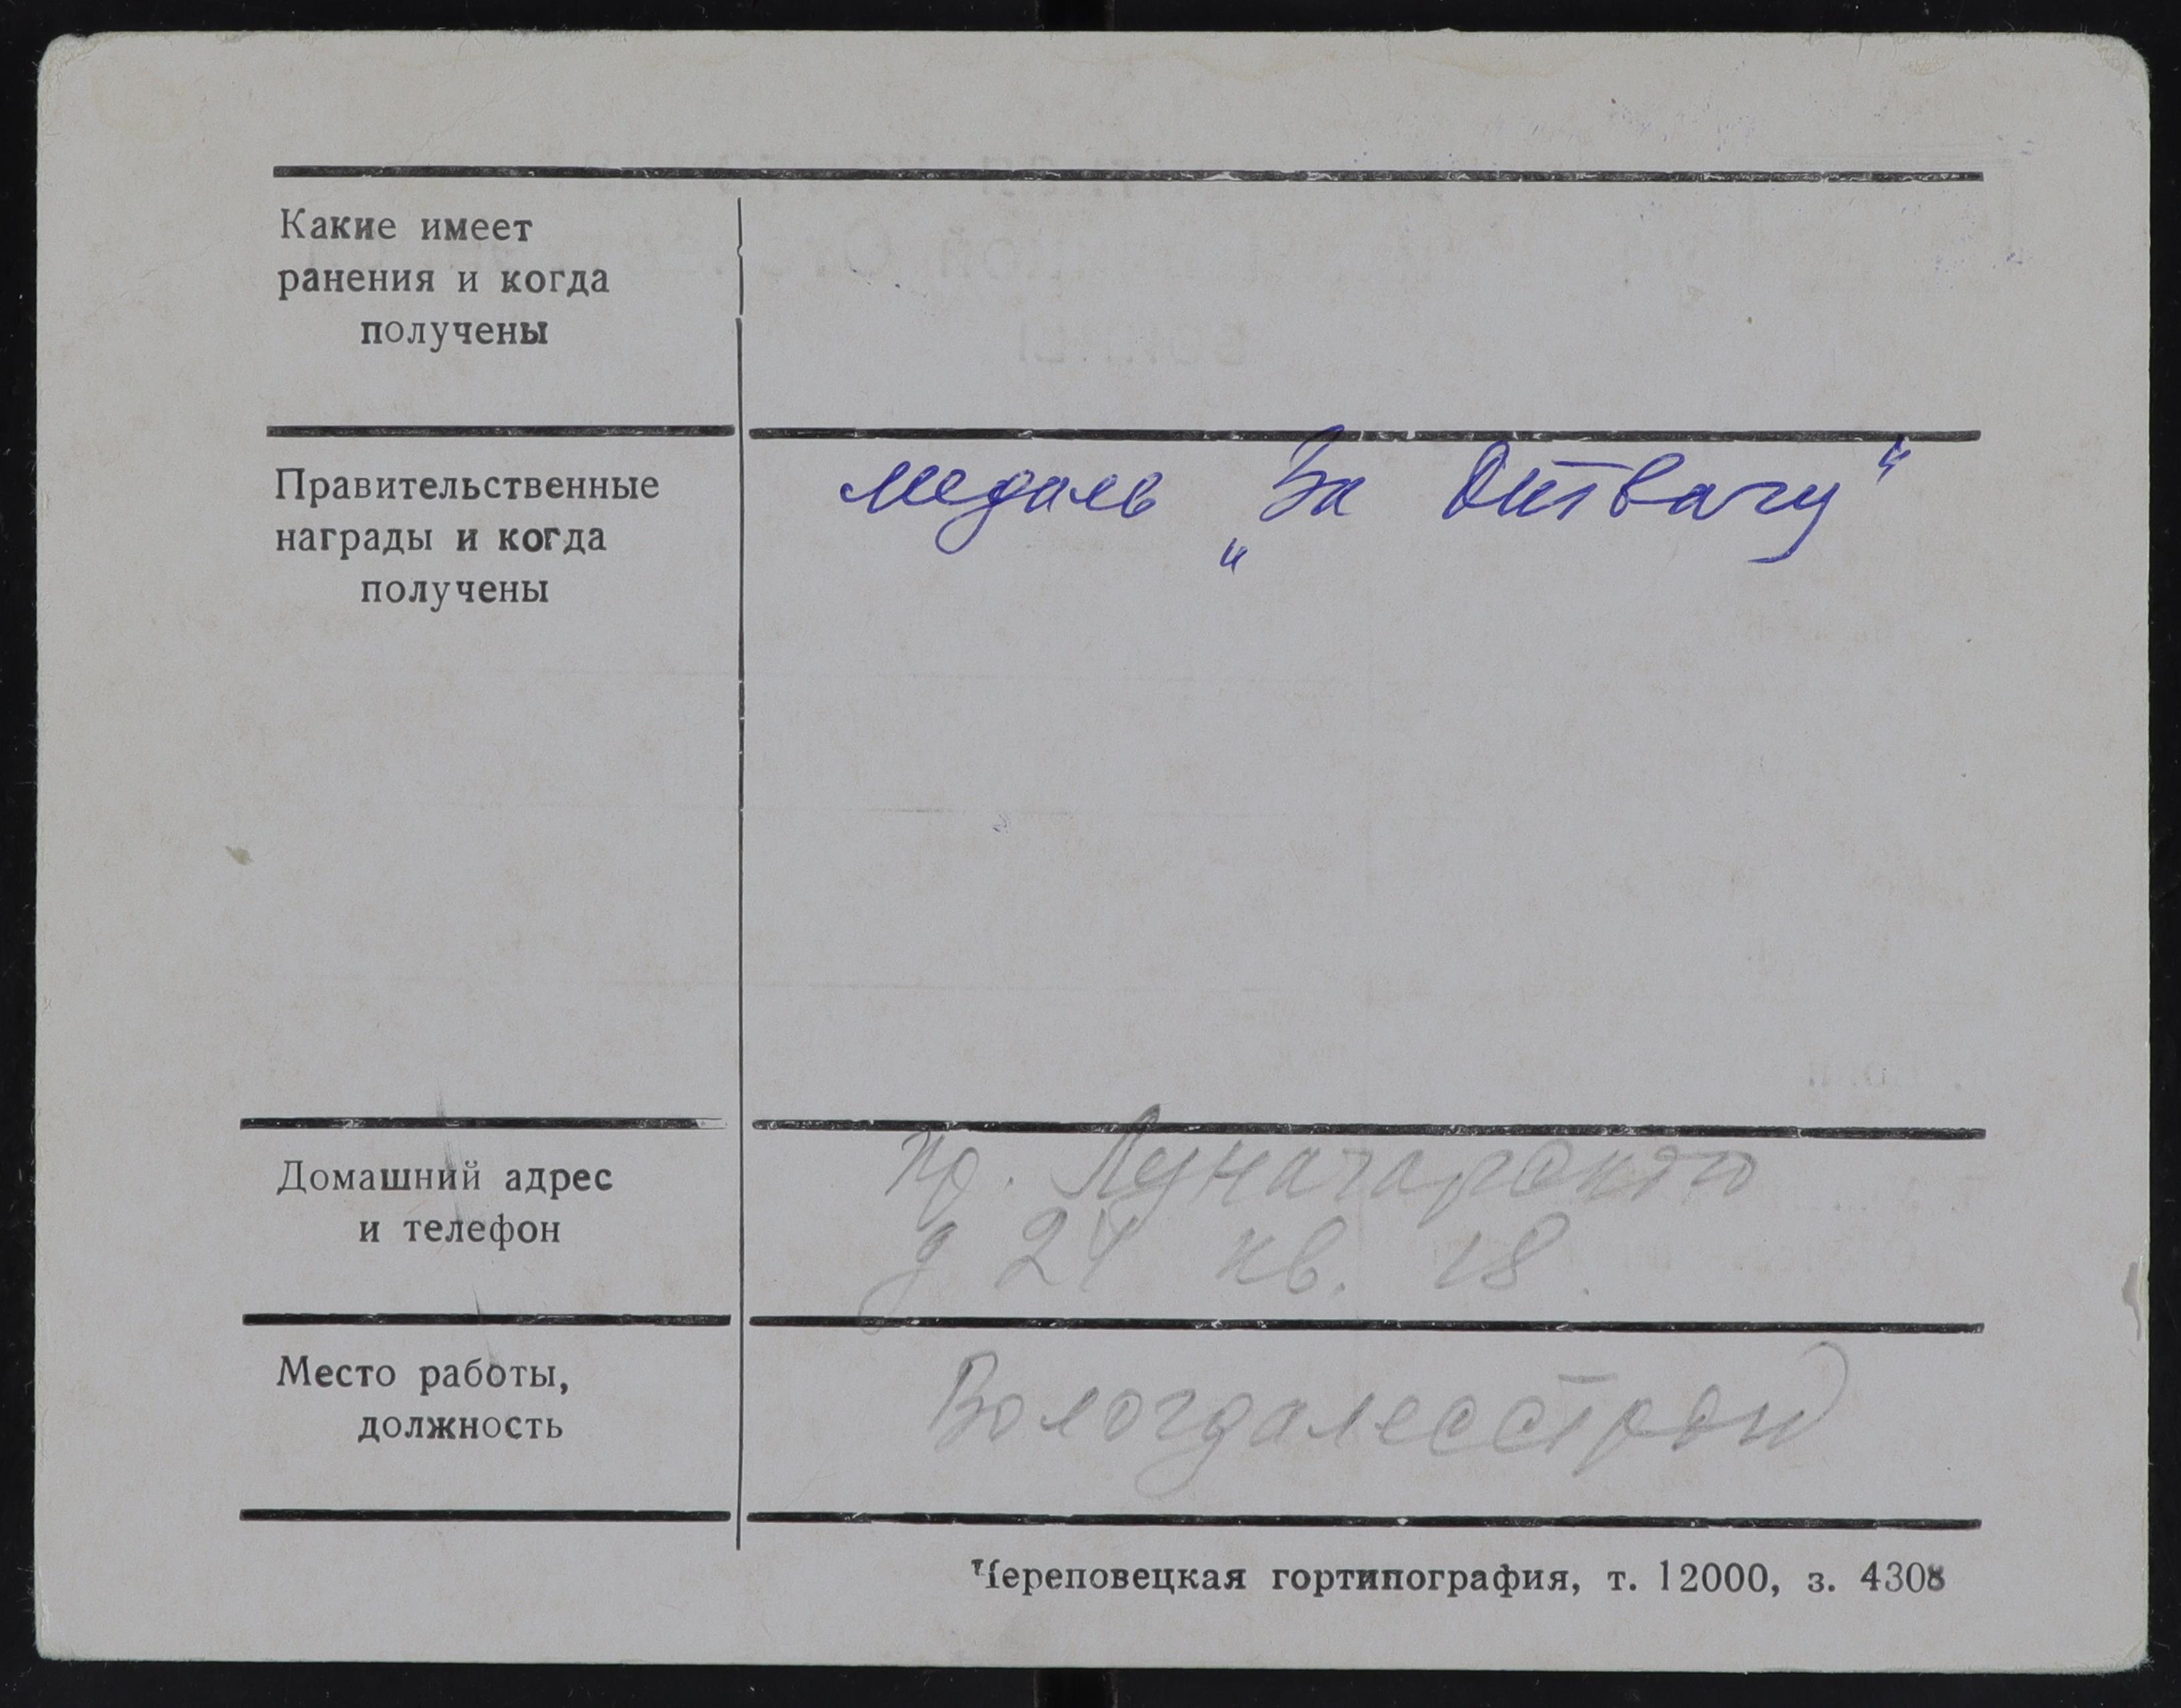 Какие имеет
ранения и когда
получены
Правительственные
награды и когда
получены
медаль „За Отвагу"
Домашний адрес
и телефон
пр. Луначарского
д 24 кв. 18.
Место работы,
должность
Вологдалесстрой
Череповецкая гортипография, т. 12000, з. 4308